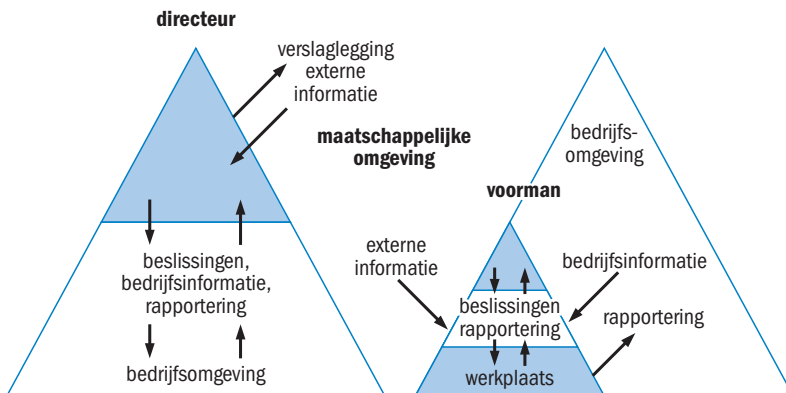 directeur
verslaglegging
externe
informatie
maatschappelijke
omgeving
beslissingen,
bedrijfsinformatie,
rapportering
bedrijfsomgeving
bedrijfs-
omgeving
voorman
externe
informatie
bedrijfsinformatie
beslissingen
rapportering
rapportering
werkplaats